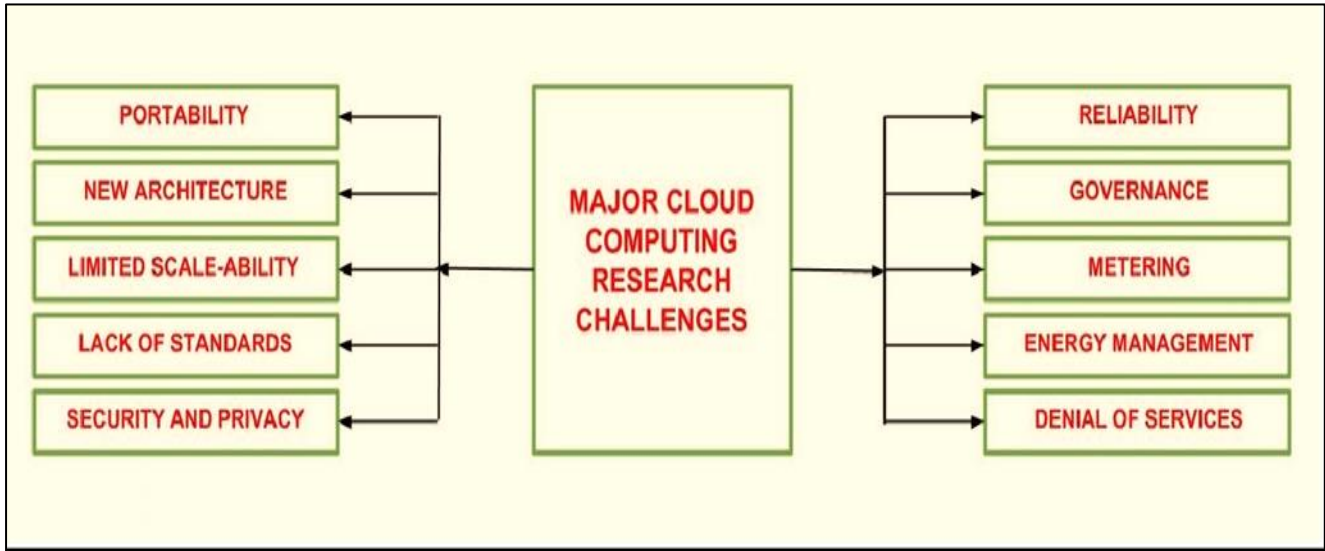 PORTABILITY
NEW ARCHITECTURE
LIMITED SCALE-ABILITY
LACK OF STANDARDS
SECURITY AND PRIVACY
MAJOR CLOUD
COMPUTING
RESEARCH
CHALLENGES
RELIABILITY
GOVERNANCE
METERING
ENERGY MANAGEMENT
DENIAL OF SERVICES